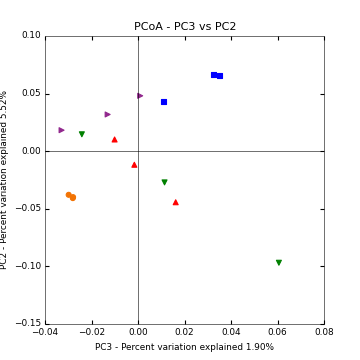 PCoA - PC3 vs PC2
0.10
0.05
0.00
−0.05
−0.10
−0.15
PC2 - Percent variation explained 5.52%
−0.04 −0.02 0.00 0.02 0.04 0.06 0.08
PC3 - Percent variation explained 1.90%